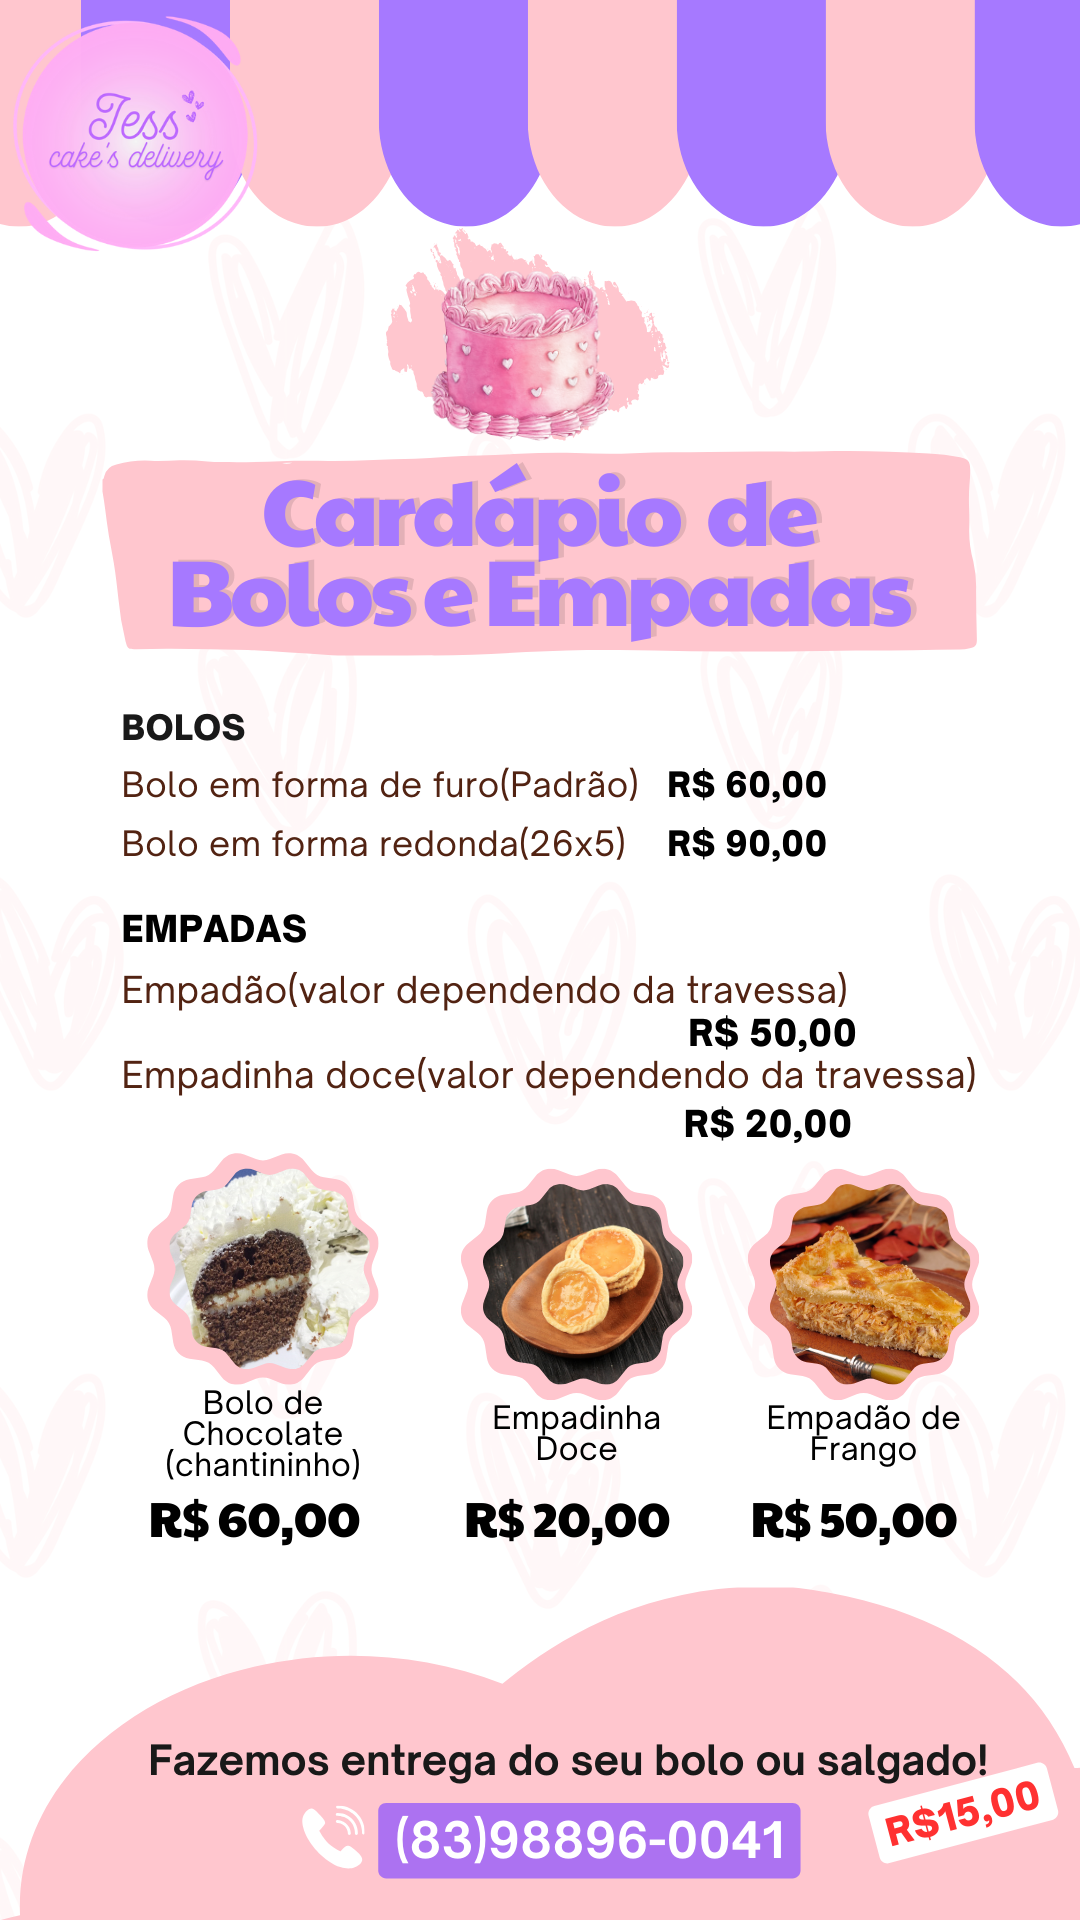 Jess
cake's delivery
Cardápio de
Bolos e Empadas
BOLOS
Bolo em forma de furo(Padrão) R$ 60,00
Bolo em forma redonda(26x5) R$ 90,00
EMPADAS
Empadão(valor dependendo da travessa)
R$ 50,00
Empadinha doce(valor dependendo da travessa)
R$ 20,00
Bolo de
Chocolate
(chantininho)
R$ 60,00
Empadinha
Doce
R$ 20,00
Empadão de
Frango
R$ 50,00
Fazemos entrega do seu bolo ou salgado!
R$15,00
(83)98896-0041